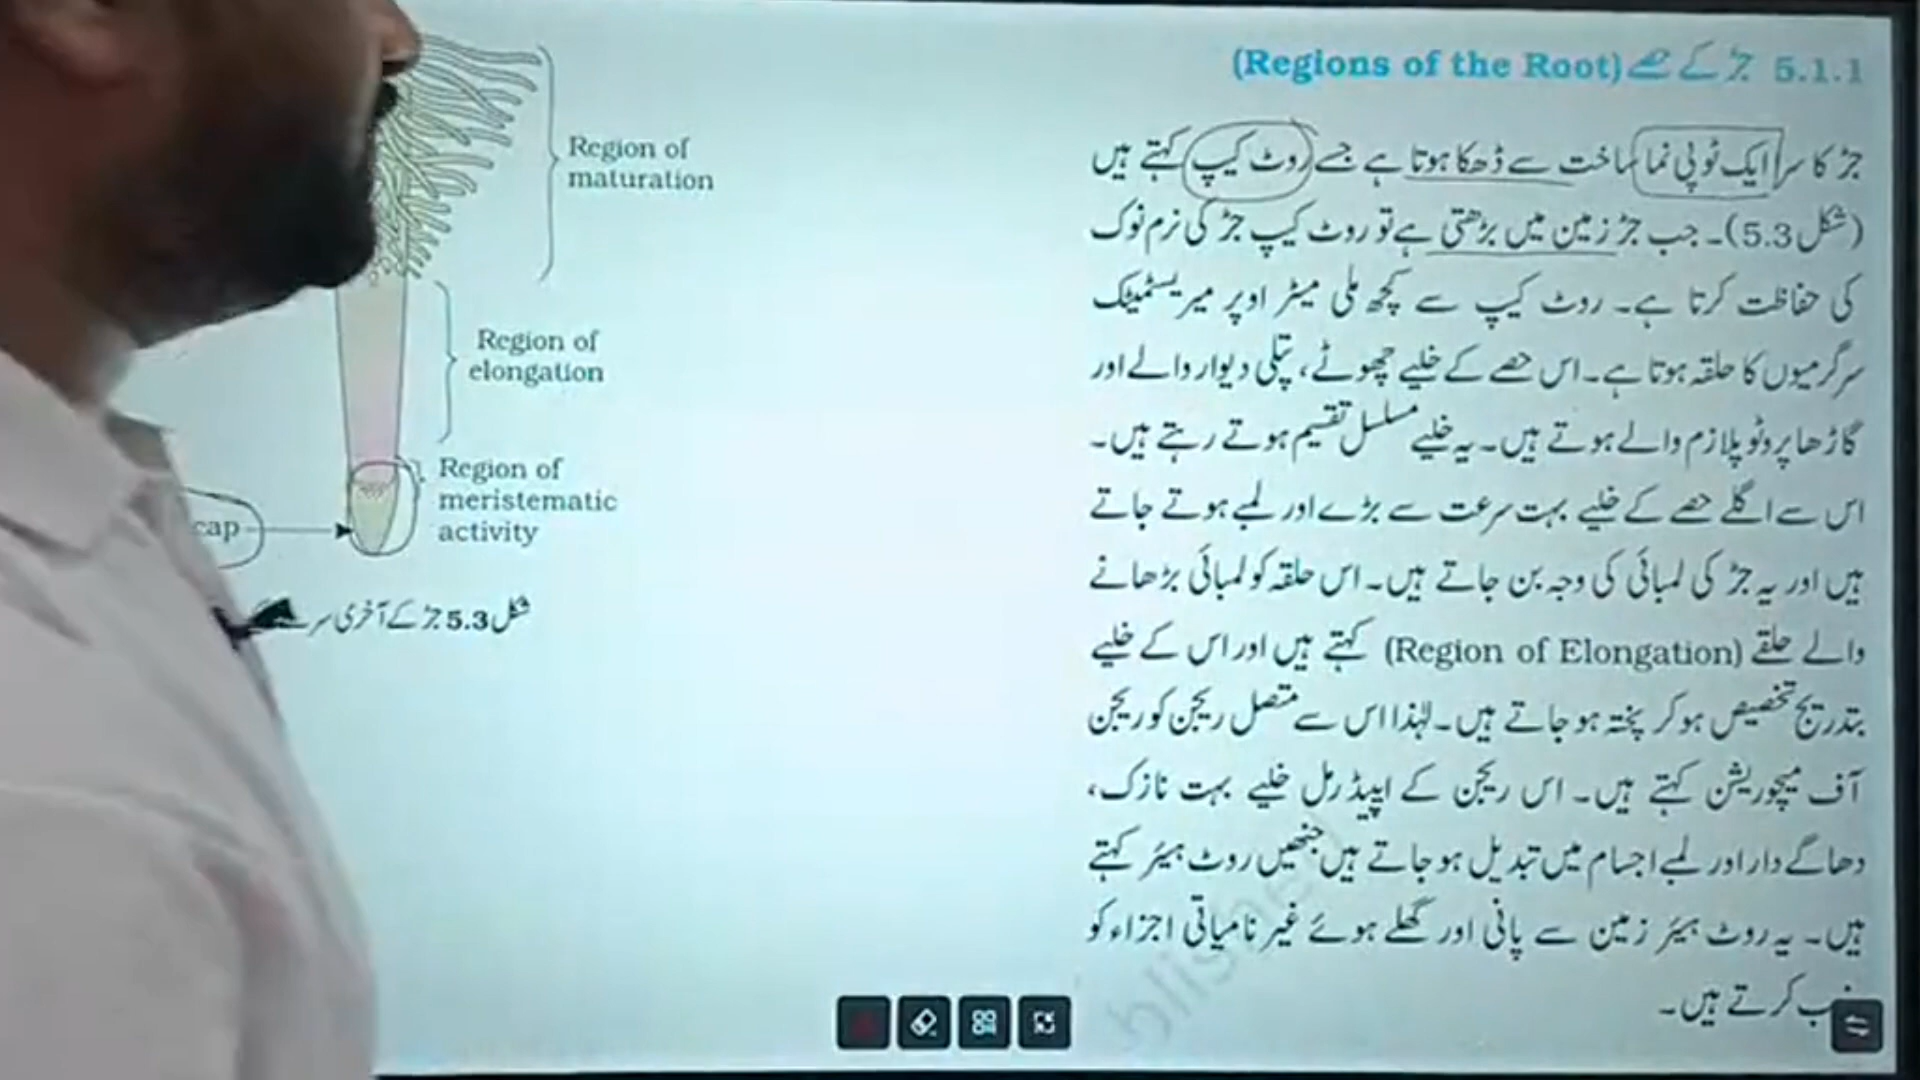 5.1.1 جڑ کے حصے (Regions of the Root)
جڑ کا سرا ایک ٹوپی نما ساخت سے ڈھکا ہوتا ہے جسے روٹ کیپ کہتے ہیں
(شکل 5.3)۔ جب جڑ زمین میں بڑھتی ہے تو روٹ کیپ جڑ کی نرم نوک
کی حفاظت کرتا ہے۔ روٹ کیپ سے کچھ ملی میٹر اوپر میریسٹمیٹک
سرگرمیوں کا حلقہ ہوتا ہے۔ اس حصے کے خلیے چھوٹے، پتلی دیوار والے اور
گاڑھا پروٹوپلازم والے ہوتے ہیں۔ یہ خلیے مسلسل تقسیم ہوتے رہتے ہیں۔
اس سے اگلے حصے کے خلیے بہت سرعت سے بڑے اور لمبے ہوتے جاتے
ہیں اور یہ جڑ کی لمبائی کی وجہ بن جاتے ہیں۔ اس حلقہ کو لمبائی بڑھانے
والے حلقے (Region of Elongation) کہتے ہیں اور اس کے خلیے
بتدریج تخصیص ہوکر پختہ ہو جاتے ہیں۔ لہٰذا اس سے متصل ریجن کو ریجن
آف میچوریشن کہتے ہیں۔ اس ریجن کے ایپیڈرمل خلیے بہت نازک،
دھاگے دار اور لمبے اجسام میں تبدیل ہو جاتے ہیں جنھیں روٹ ہیئر کہتے
ہیں۔ یہ روٹ ہیئر زمین سے پانی اور گھلے ہوئے غیر نامیاتی اجزاء کو
کرتے ہیں۔
Region of
maturation
Region of
elongation
Region of
meristematic
activity
cap
شکل 5.3 جڑ کے آخری